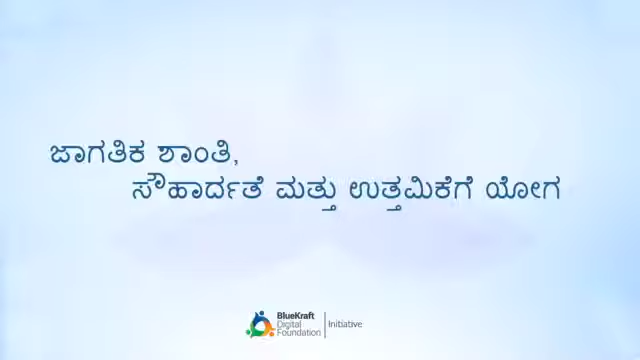 ಜಾಗತಿಕ ಶಾಂತಿ,
ಸೌಹಾರ್ದತೆ ಮತ್ತು ಉತ್ತಮಿಕೆಗೆ ಯೋಗ
BlueKraft
Digital
Foundation
Initiative